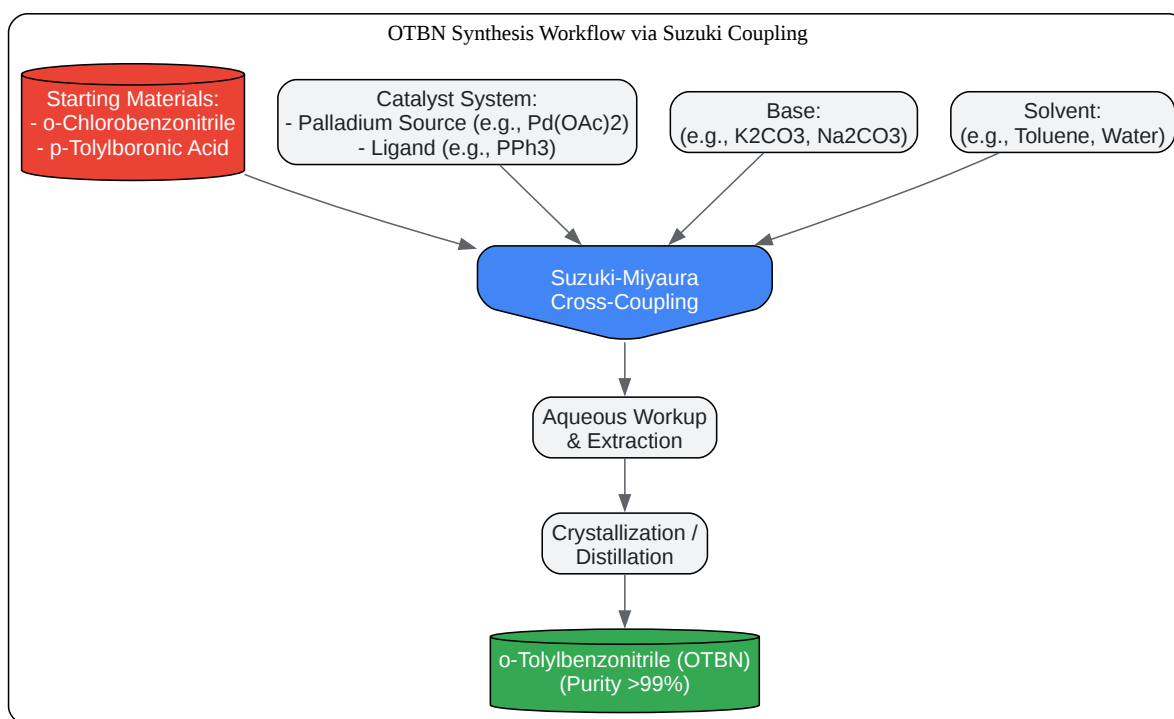 OTBN Synthesis Workflow via Suzuki Coupling
Starting Materials:
- o-Chlorobenzonitrile
- p-Tolylboronic Acid
Catalyst System:
- Palladium Source (e.g., Pd(OAc)2)
- Ligand (e.g., PPh3)
Base:
(e.g., K2CO3, Na2CO3)
Solvent:
(e.g., Toluene, Water)
Suzuki-Miyaura
Cross-Coupling
Aqueous Workup
& Extraction
Crystallization /
Distillation
o-Tolylbenzonitrile (OTBN)
(Purity >99%)